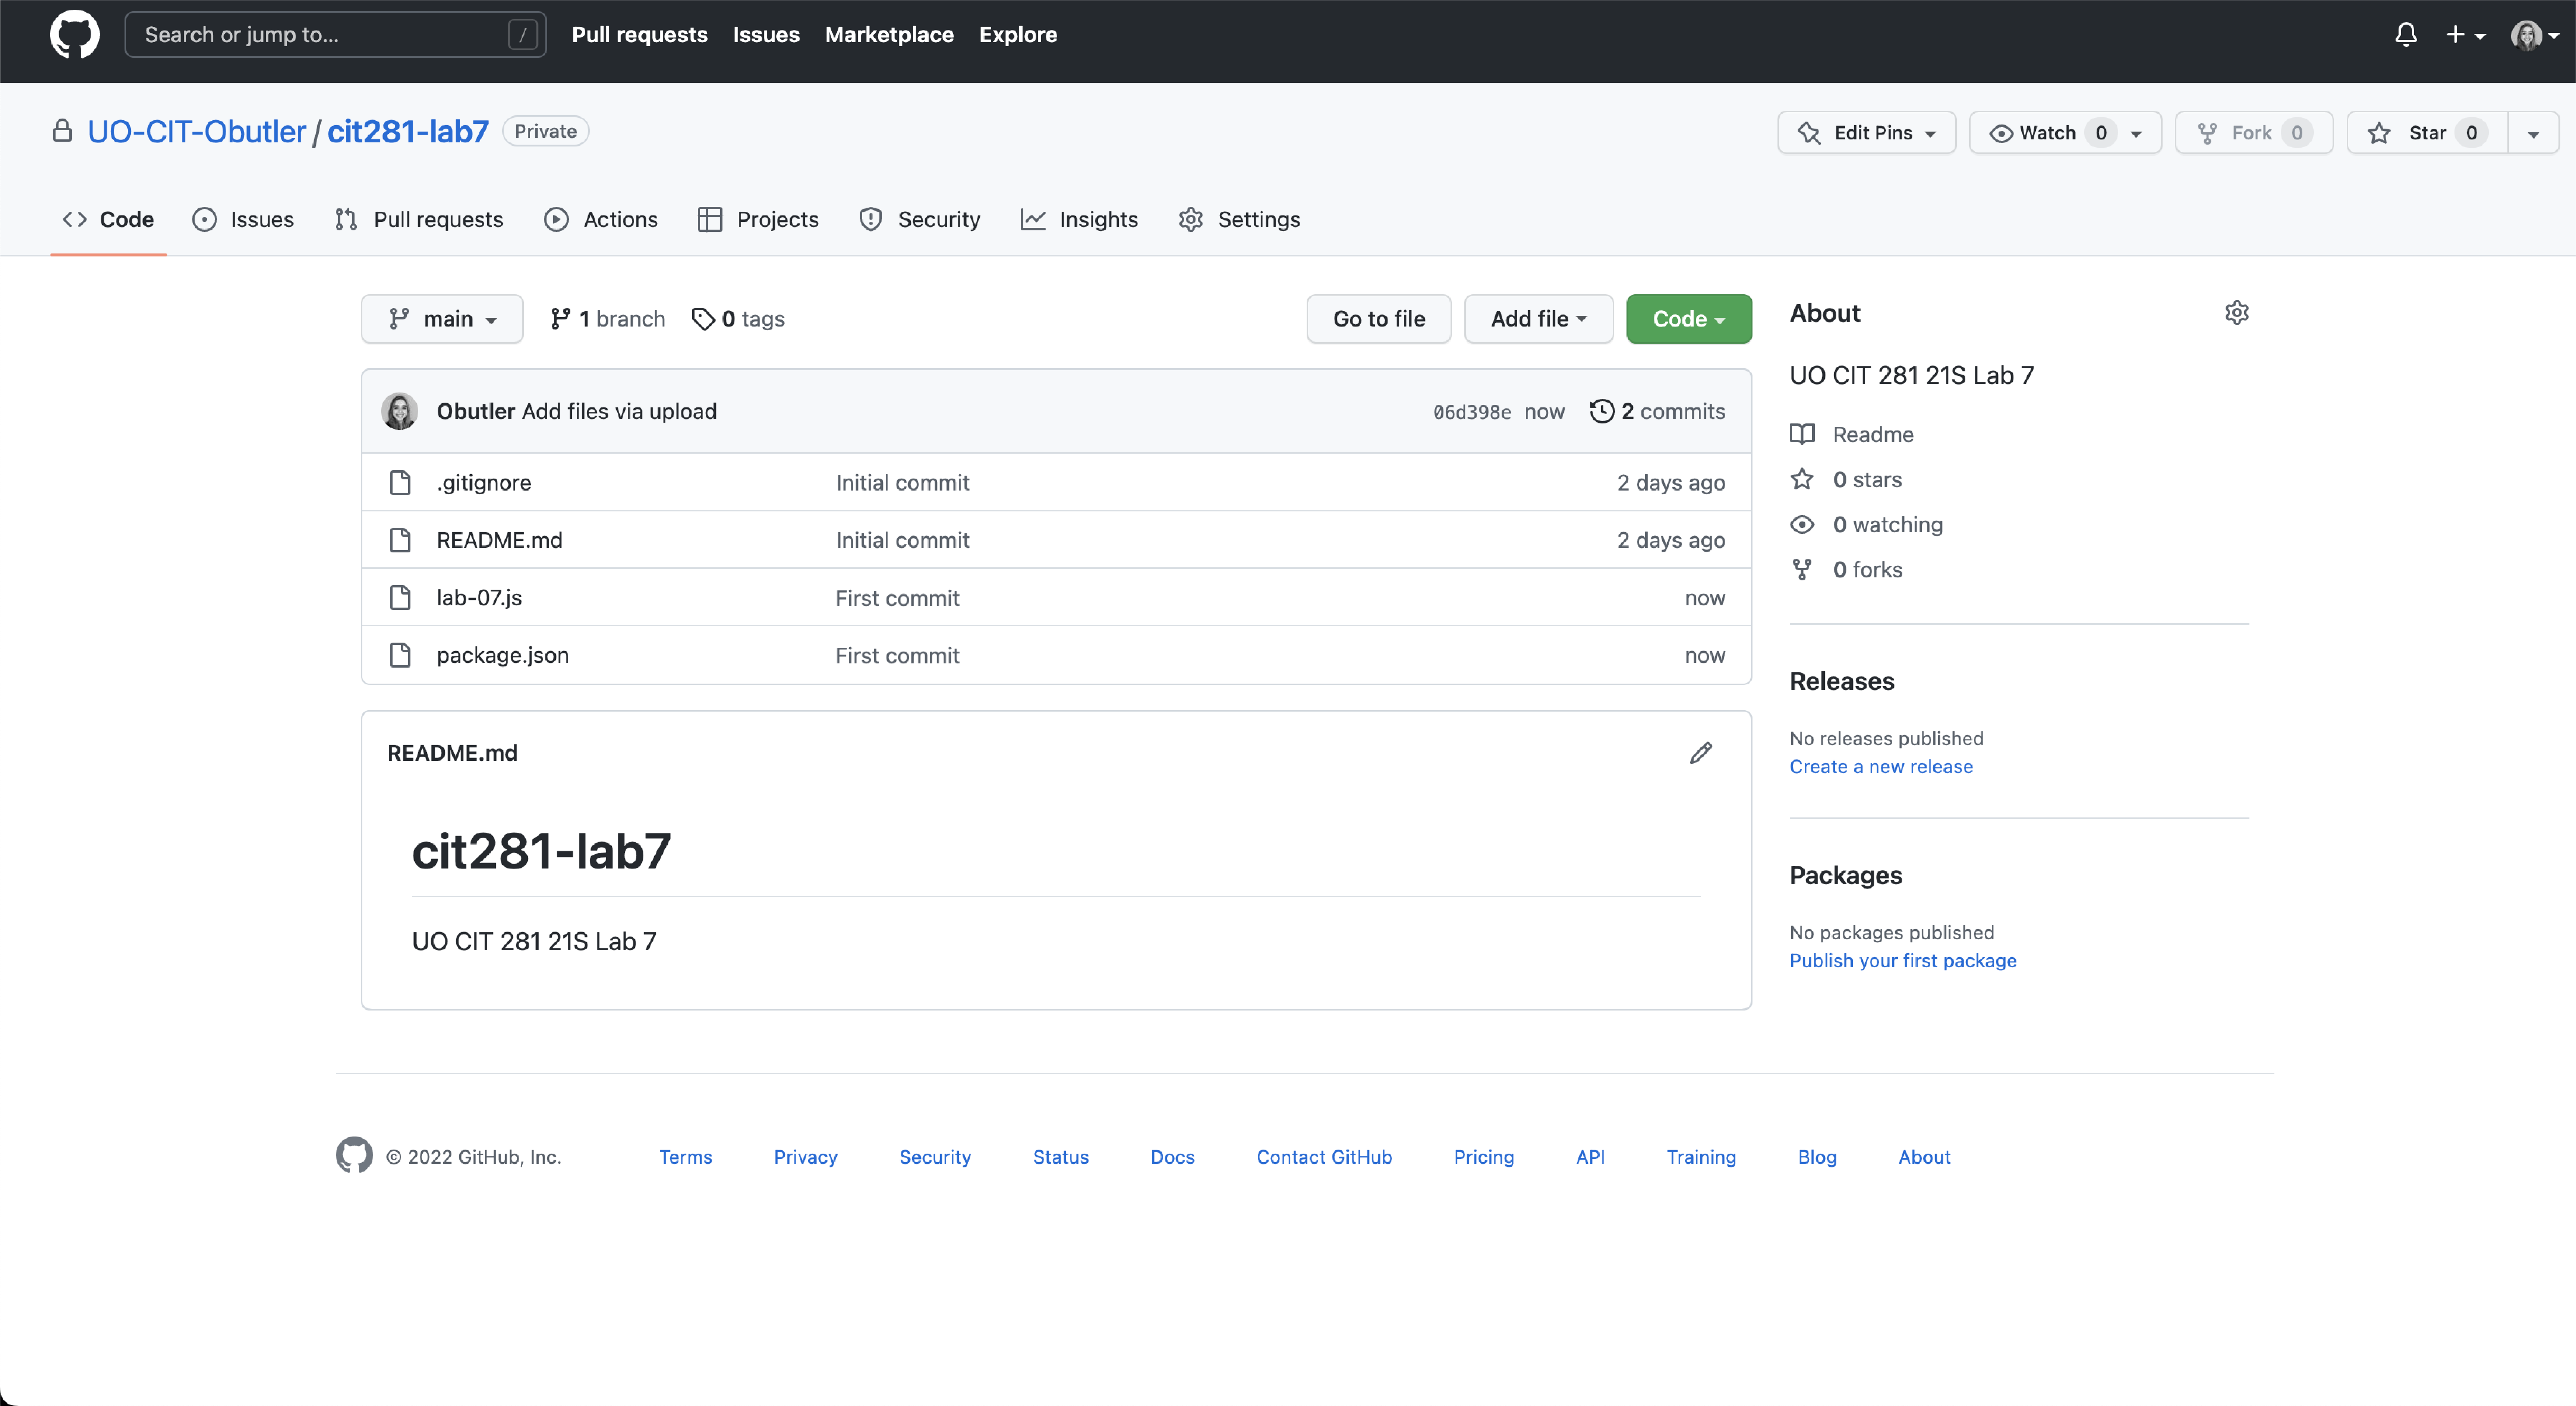 Search or jump to... / Pull requests Issues Marketplace Explore
UO-CIT-Obutler / cit281-lab7 Private Edit Pins Watch 0 Fork 0 Star 0
Code Issues Pull requests Actions Projects Security Insights Settings
main 1 branch 0 tags Go to file Add file Code
Obutler Add files via upload 06d398e now 2 commits
.gitignore Initial commit 2 days ago
README.md Initial commit 2 days ago
lab-07.js First commit now
package.json First commit now
README.md
cit281-lab7
UO CIT 281 21S Lab 7
About
UO CIT 281 21S Lab 7
Readme
0 stars
0 watching
0 forks
Releases
No releases published
Create a new release
Packages
No packages published
Publish your first package
© 2022 GitHub, Inc. Terms Privacy Security Status Docs Contact GitHub Pricing API Training Blog About